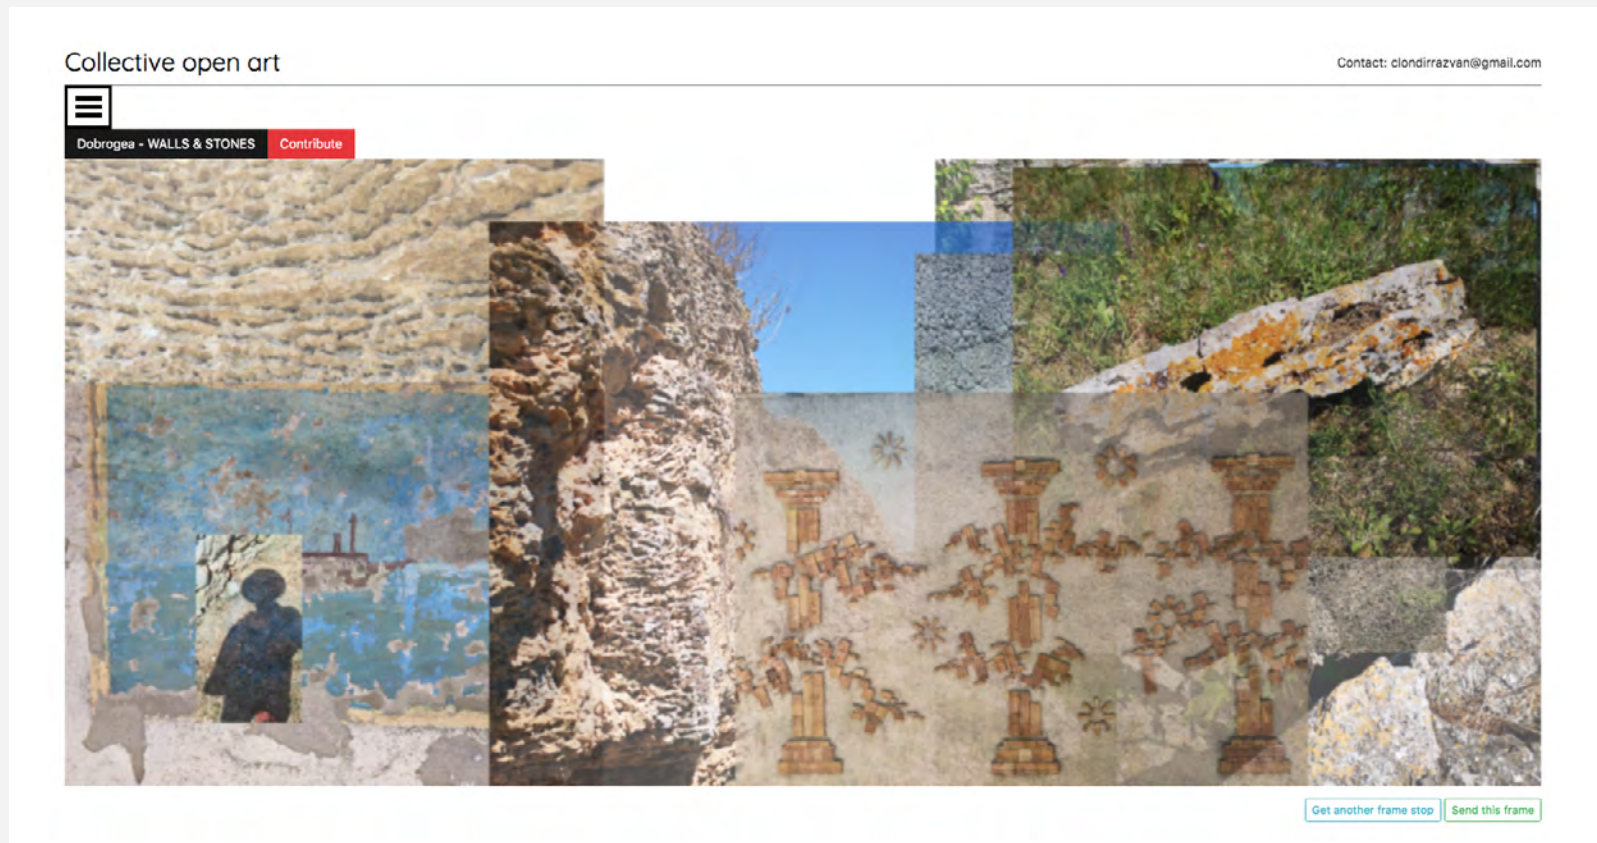 Collective open art
Contact: clondirrazvan@gmail.com
Dobrogea - WALLS & STONES
Contribute
Get another frame stop
Send this frame